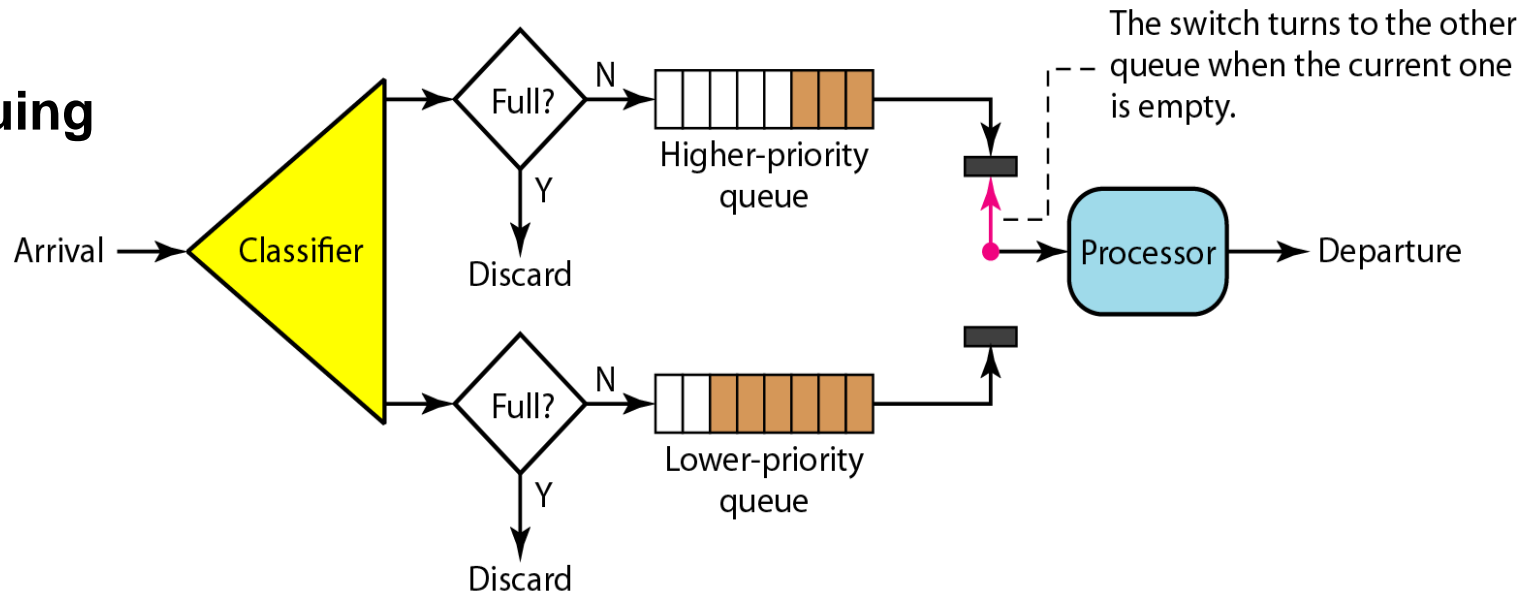 The switch turns to the other
queue when the current one
is empty.
uing
Full?
N
Higher-priority
queue
Y
Discard
Arrival
Classifier
Processor
Departure
Full?
N
Lower-priority
queue
Y
Discard